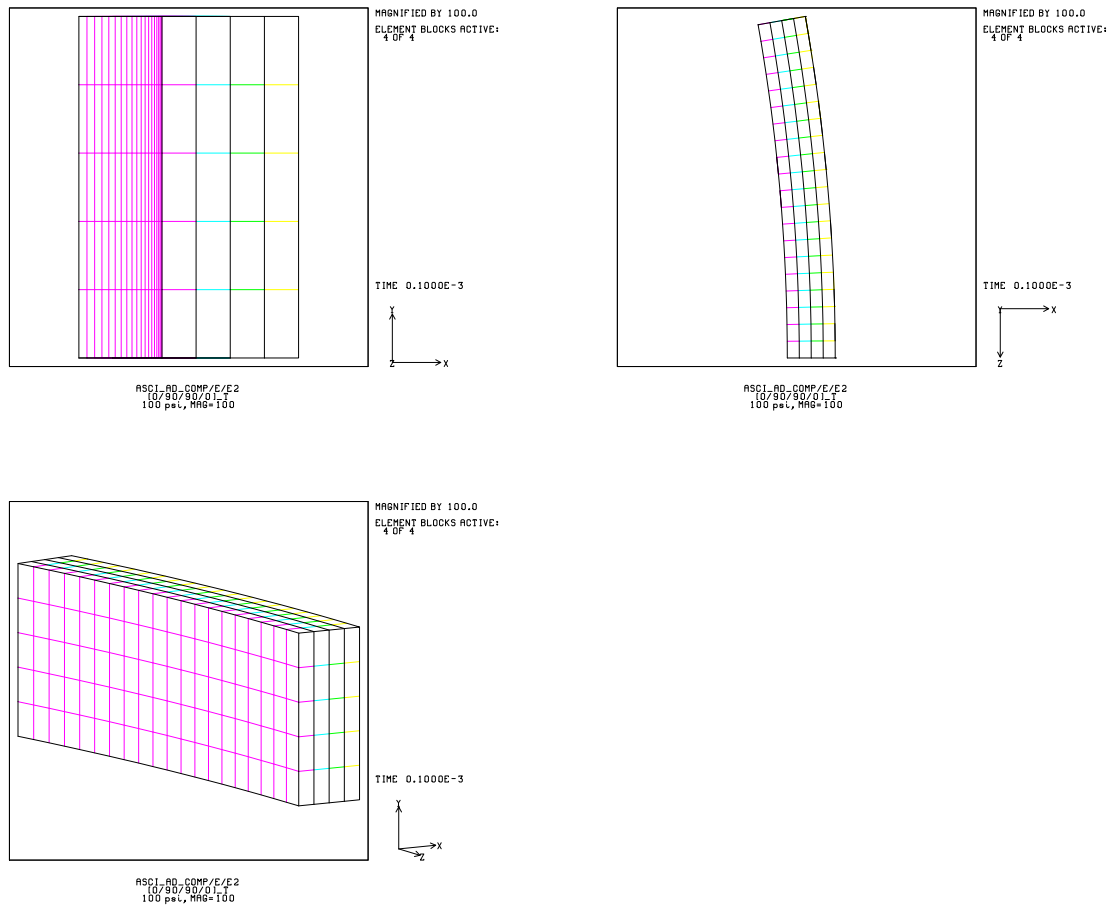 MAGNIFIED BY 100.0
ELEMENT BLOCKS ACTIVE:
4 OF 4
TIME 0.1000E-3
Y
Z
X
ASCI_AD_COMP/E/E2
[0/90/90/0]_T
100 psi, MAG=100
MAGNIFIED BY 100.0
ELEMENT BLOCKS ACTIVE:
4 OF 4
TIME 0.1000E-3
Y
X
Z
ASCI_AD_COMP/E/E2
[0/90/90/0]_T
100 psi, MAG=100
MAGNIFIED BY 100.0
ELEMENT BLOCKS ACTIVE:
4 OF 4
TIME 0.1000E-3
Y
X
Z
ASCI_AD_COMP/E/E2
[0/90/90/0]_T
100 psi, MAG=100